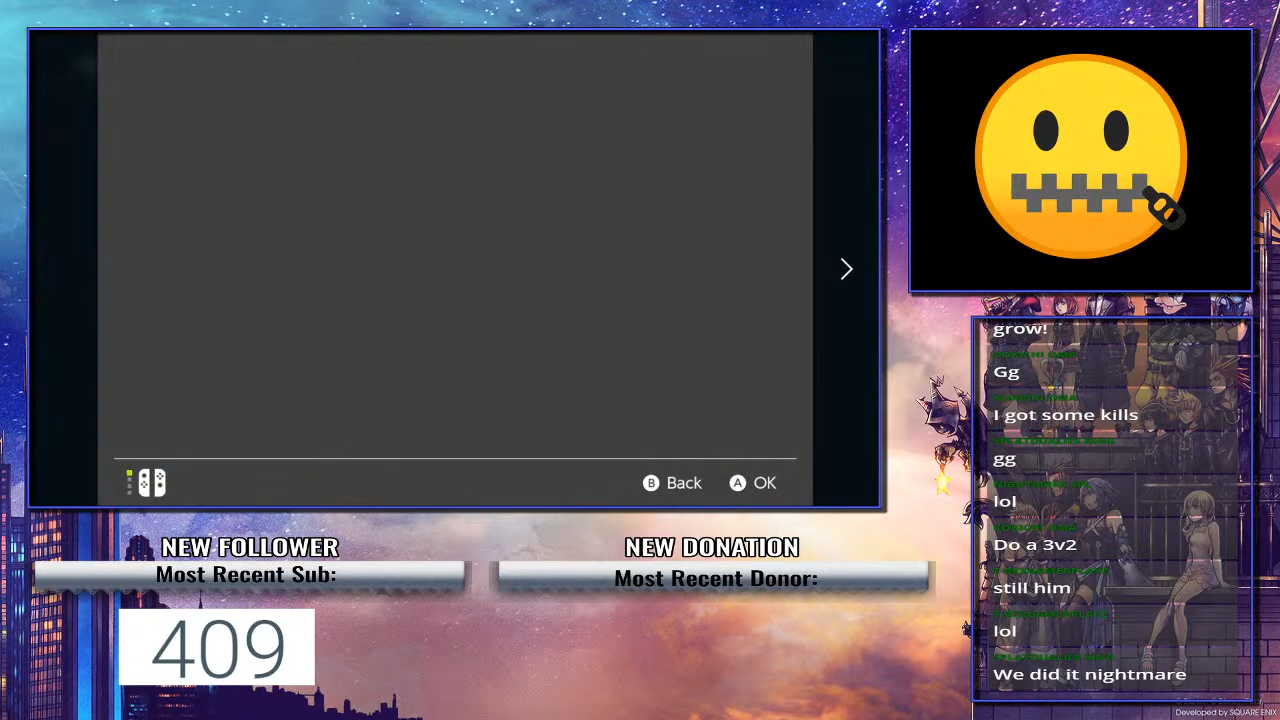 B Back A OK
NEW FOLLOWER
Most Recent Sub:
NEW DONATION
Most Recent Donor:
409
grow!
Gg
I got some kills
gg
lol
Do a 3v2
still him
lol
We did it nightmare
Developed by SQUARE ENIX